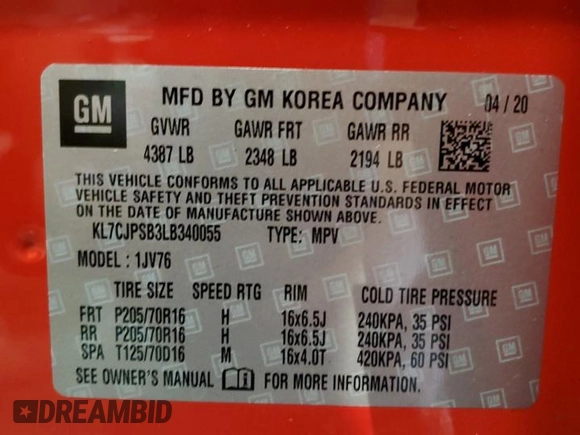 GM
MFD BY GM KOREA COMPANY 04/20
GVWR GAWR FRT GAWR RR
4387 LB 2348 LB 2194 LB
THIS VEHICLE CONFORMS TO ALL APPLICABLE U.S. FEDERAL MOTOR
VEHICLE SAFETY AND THEFT PREVENTION STANDARDS IN EFFECT
ON THE DATE OF MANUFACTURE SHOWN ABOVE.
KL7CJPSB3LB340055 TYPE: MPV
MODEL : 1JV76
TIRE SIZE SPEED RTG RIM COLD TIRE PRESSURE
FRT P205/70R16 H 16x6.5J 240KPA, 35 PSI
RR P205/70R16 H 16x6.5J 240KPA, 35 PSI
SPA T125/70D16 M 16x4.0T 420KPA, 60 PSI
SEE OWNER'S MANUAL FOR MORE INFORMATION.
DREAMBID